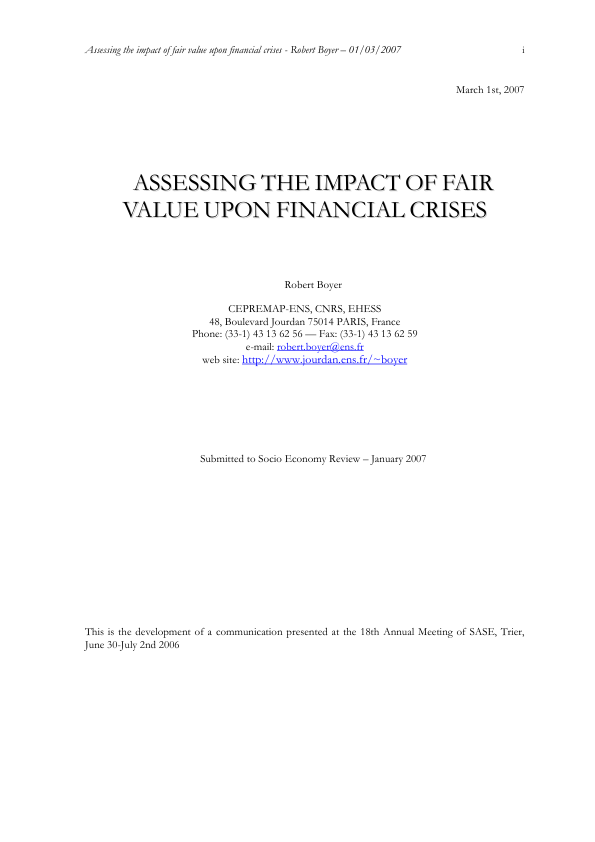 Assessing the impact of fair value upon financial crises - Robert Boyer – 01/03/2007 i
March 1st, 2007
ASSESSING THE IMPACT OF FAIR
VALUE UPON FINANCIAL CRISES
Robert Boyer
CEPREMAP-ENS, CNRS, EHESS
48, Boulevard Jourdan 75014 PARIS, France
Phone: (33-1) 43 13 62 56 — Fax: (33-1) 43 13 62 59
e-mail: robert.boyer@ens.fr
web site: http://www.jourdan.ens.fr/~boyer
Submitted to Socio Economy Review – January 2007
This is the development of a communication presented at the 18th Annual Meeting of SASE, Trier,
June 30-July 2nd 2006